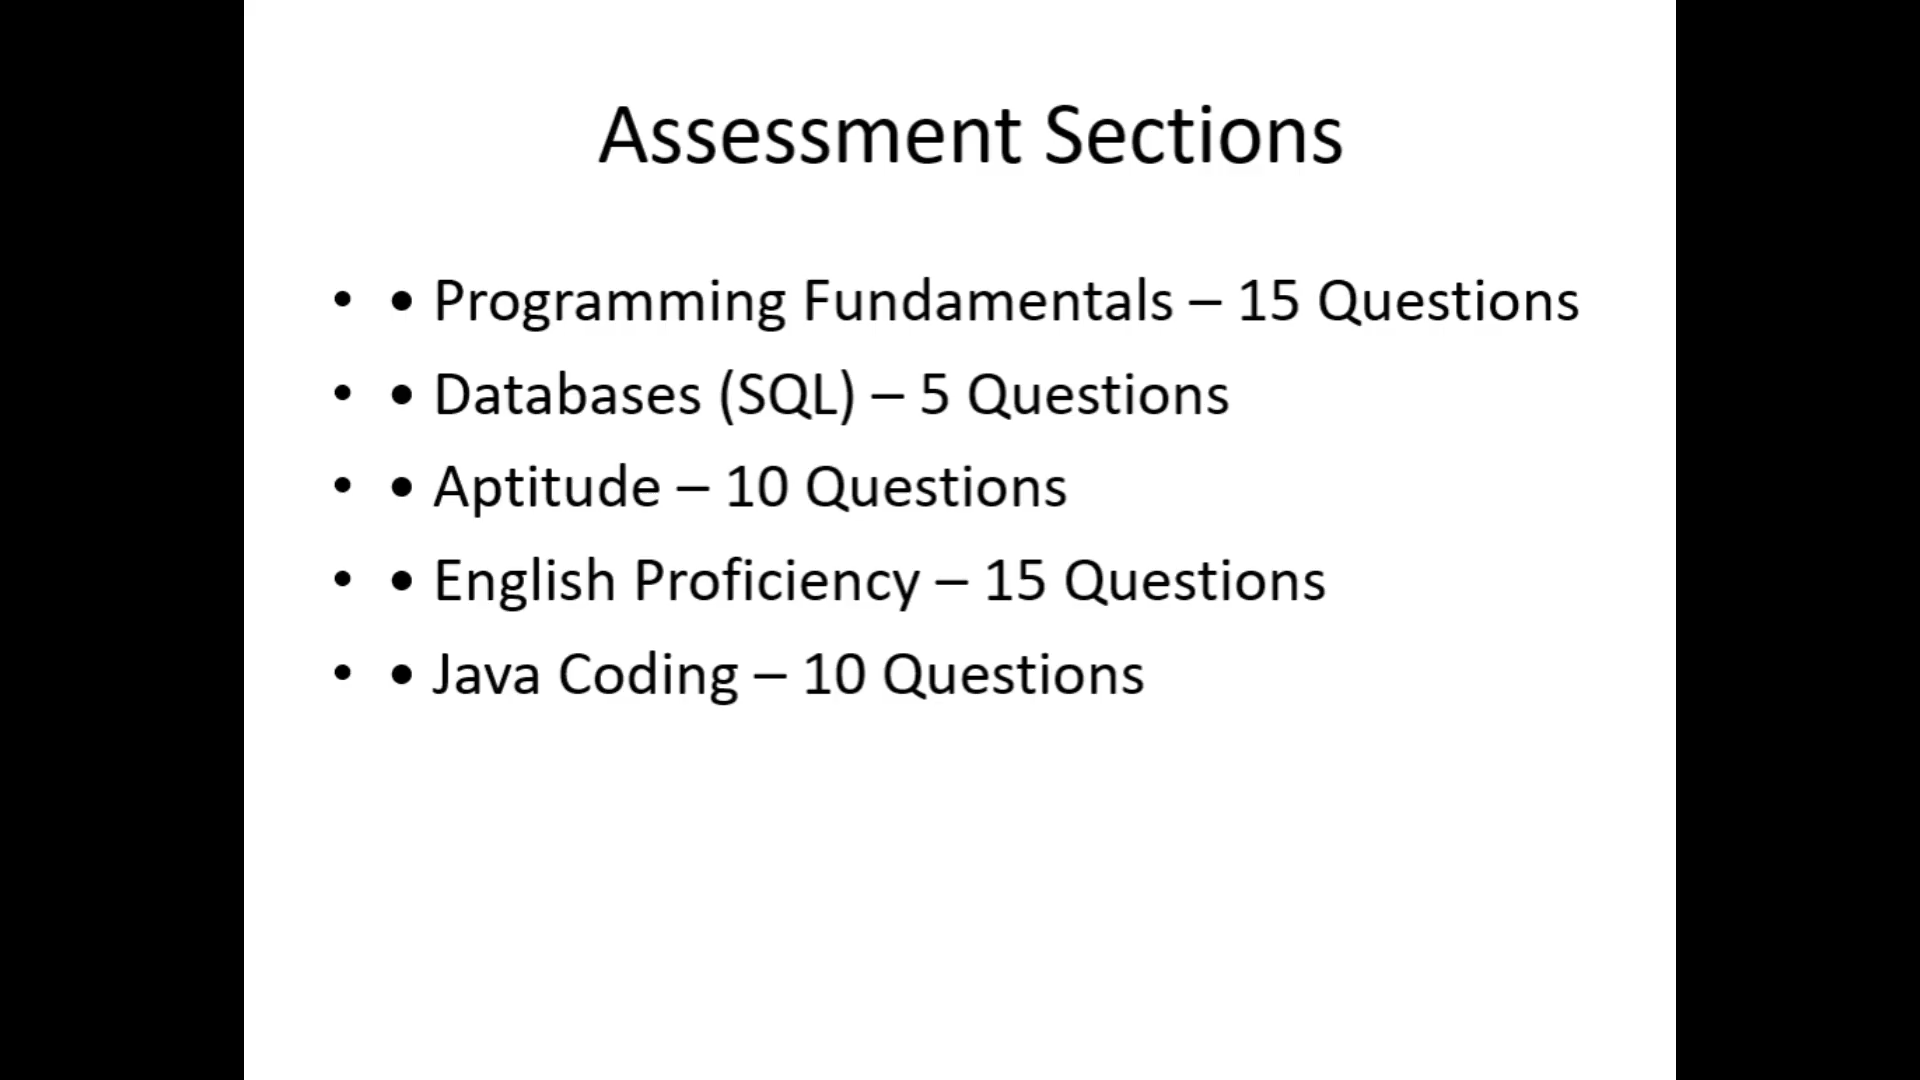 Assessment Sections
• • Programming Fundamentals – 15 Questions
• • Databases (SQL) – 5 Questions
• • Aptitude – 10 Questions
• • English Proficiency – 15 Questions
• • Java Coding – 10 Questions